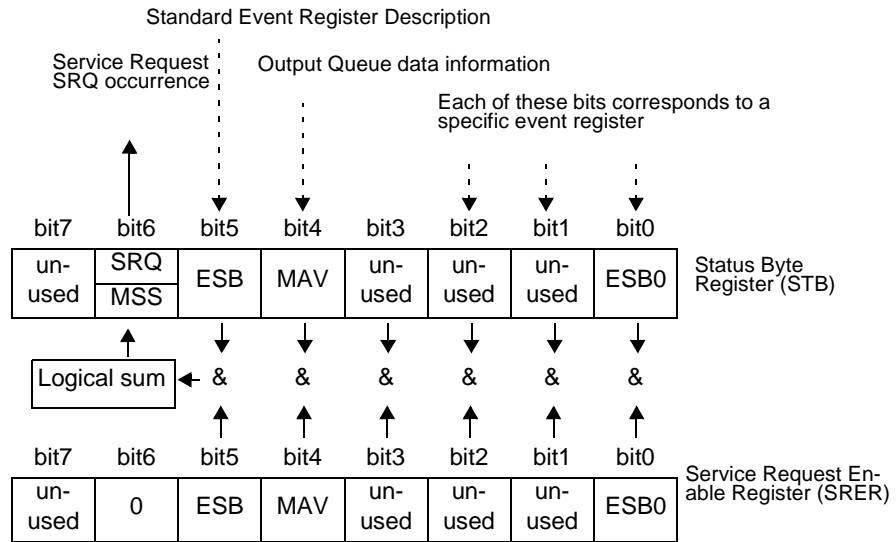 Standard Event Register Description
Service Request
SRQ occurrence
Output Queue data information
Each of these bits corresponds to a
specific event register
bit7 bit6 bit5 bit4 bit3 bit2 bit1 bit0
un-
used
SRQ
MSS
ESB
MAV
un-
used
un-
used
un-
used
ESB0
Status Byte
Register (STB)
Logical sum
& & & & & &
bit7 bit6 bit5 bit4 bit3 bit2 bit1 bit0
un-
used
0
ESB
MAV
un-
used
un-
used
un-
used
ESB0
Service Request En-
able Register (SRER)